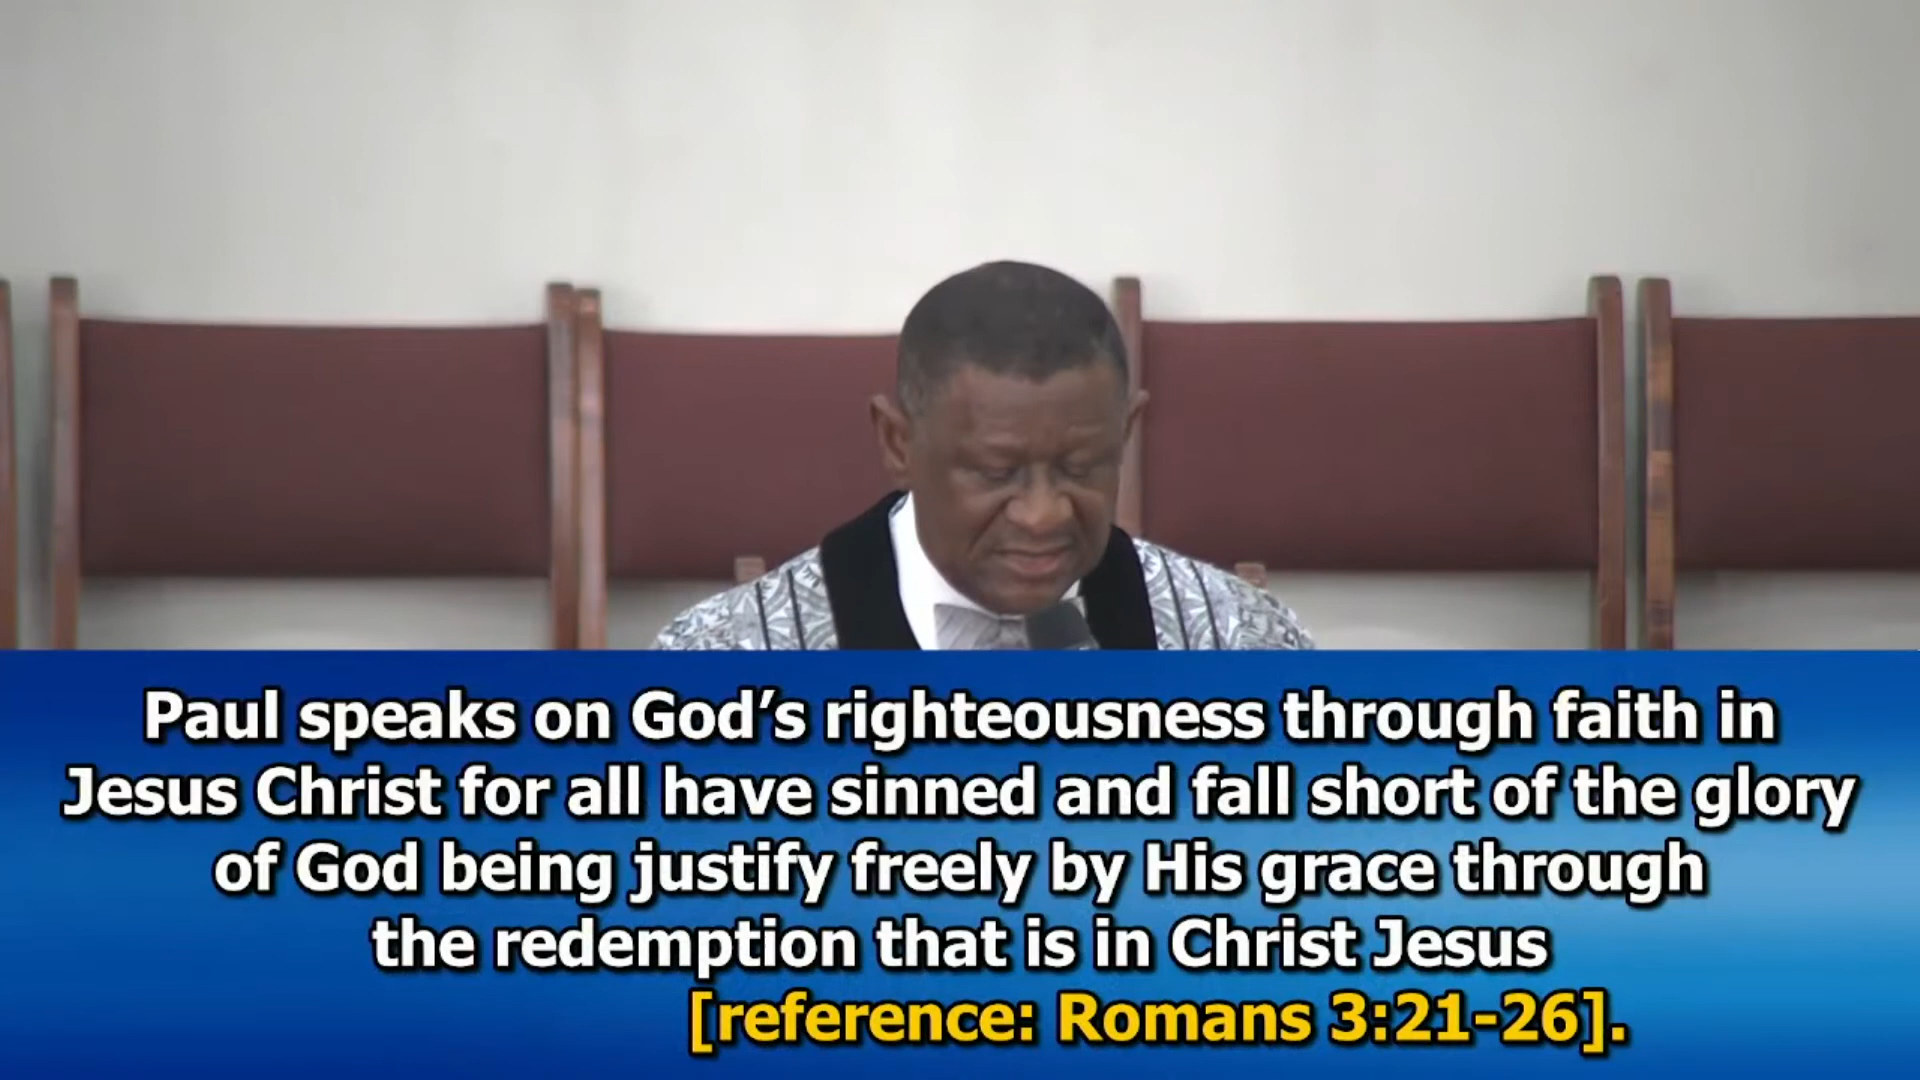 Paul speaks on God’s righteousness through faith in
Jesus Christ for all have sinned and fall short of the glory
of God being justify freely by His grace through
the redemption that is in Christ Jesus
[reference: Romans 3:21-26].